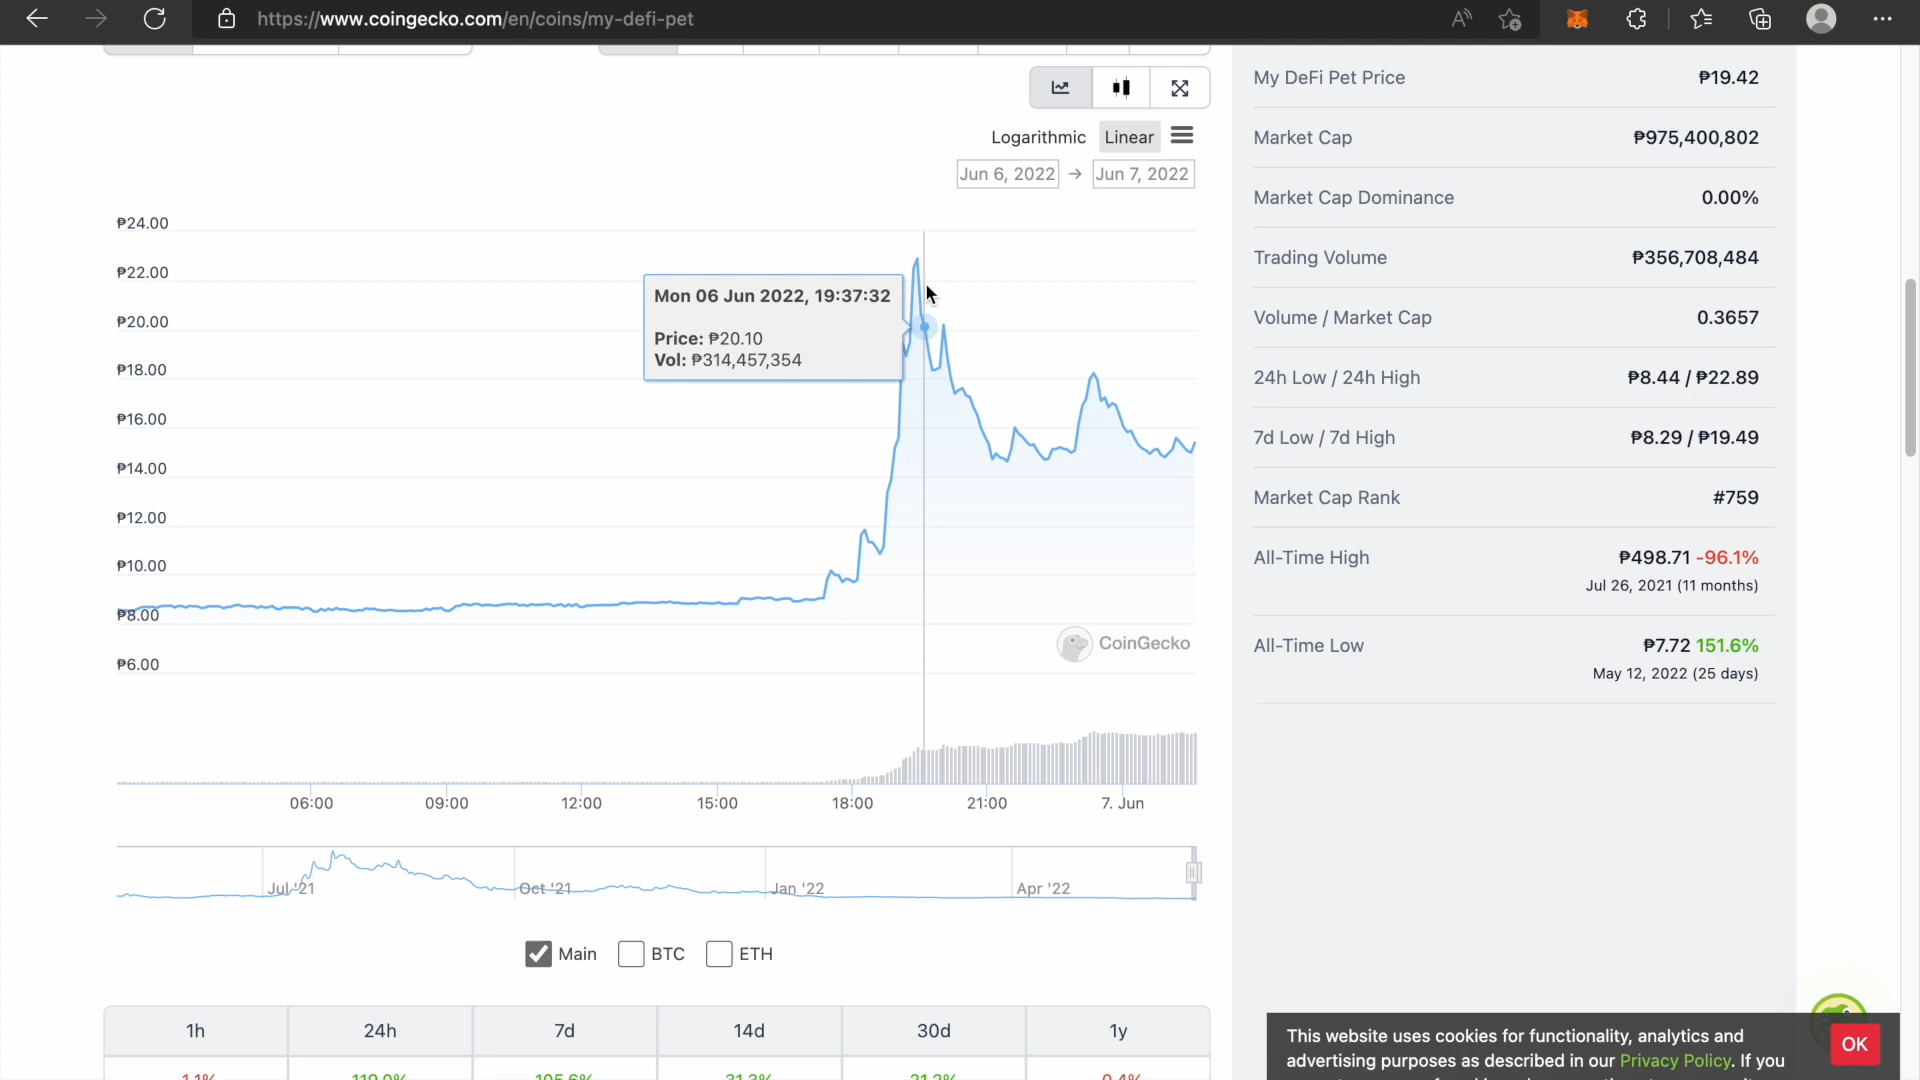 https://www.coingecko.com/en/coins/my-defi-pet
Logarithmic Linear
Jun 6, 2022 → Jun 7, 2022
₱24.00
₱22.00
₱20.00
₱18.00
₱16.00
₱14.00
₱12.00
₱10.00
₱8.00
₱6.00
Mon 06 Jun 2022, 19:37:32
Price: ₱20.10
Vol: ₱314,457,354
CoinGecko
06:00 09:00 12:00 15:00 18:00 21:00 7. Jun
Jul '21 Oct '21 Jan '22 Apr '22
Main BTC ETH
1h 24h 7d 14d 30d 1y
My DeFi Pet Price ₱19.42
Market Cap ₱975,400,802
Market Cap Dominance 0.00%
Trading Volume ₱356,708,484
Volume / Market Cap 0.3657
24h Low / 24h High ₱8.44 / ₱22.89
7d Low / 7d High ₱8.29 / ₱19.49
Market Cap Rank #759
All-Time High ₱498.71 -96.1%
Jul 26, 2021 (11 months)
All-Time Low ₱7.72 151.6%
May 12, 2022 (25 days)
This website uses cookies for functionality, analytics and
advertising purposes as described in our Privacy Policy. If you
OK